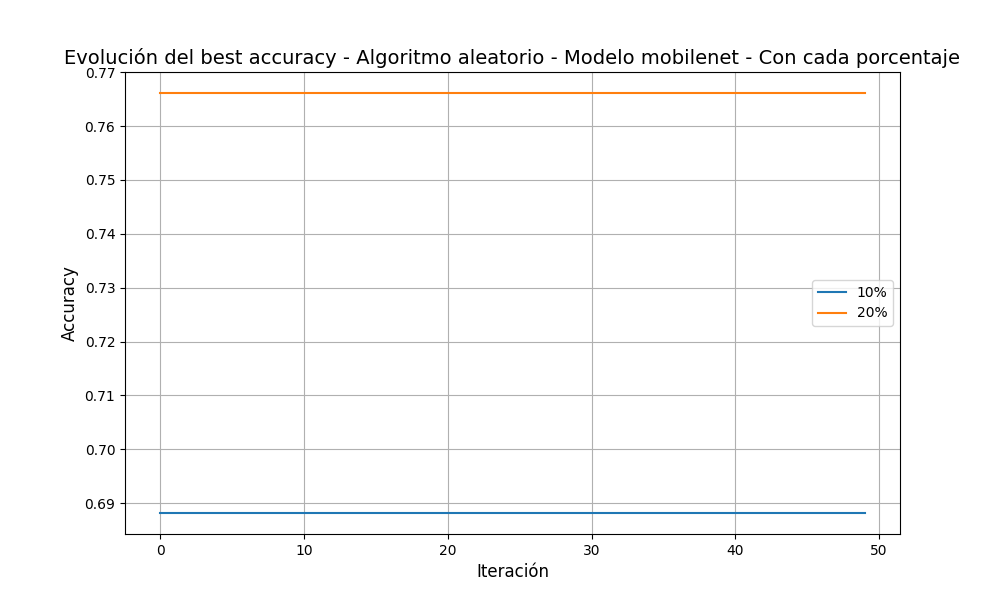 Evolución del best accuracy - Algoritmo aleatorio - Modelo mobilenet - Con cada porcentaje
0.77
0.76
0.75
0.74
0.73
0.72
0.71
0.70
0.69
Accuracy
10%
20%
0 10 20 30 40 50
Iteración